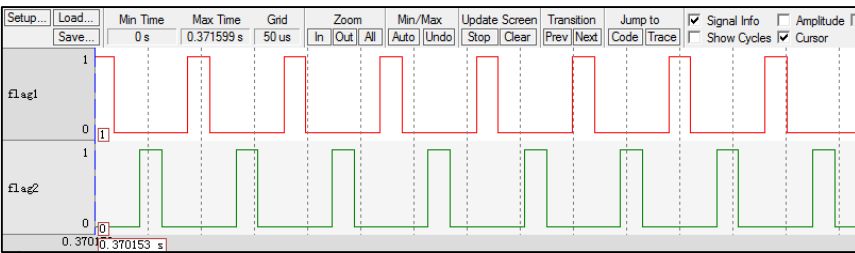 Setup... Load... Min Time Max Time Grid Zoom Min/Max Update Screen Transition Jump to Signal Info Amplitude
Save... 0 s 0.371599 s 50 us In Out All Auto Undo Stop Clear Prev Next Code Trace Show Cycles Cursor
1
flag1
0 1
1
flag2
0 0
0.370153 s